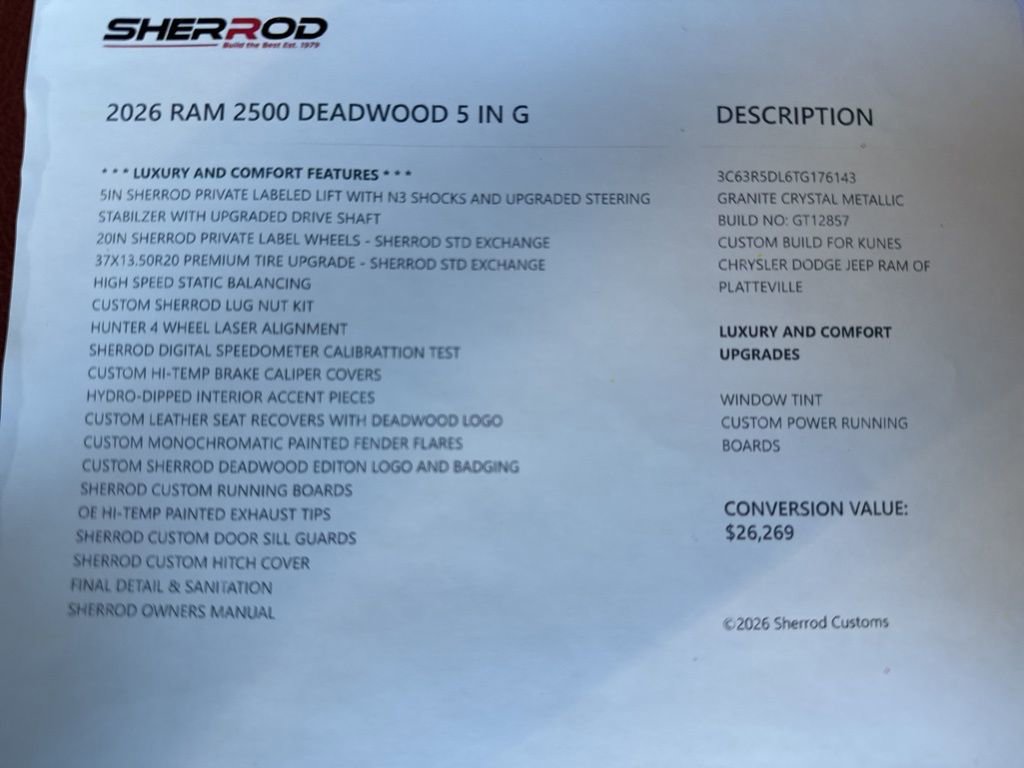 SHERROD
Build the Best Est. 1979
2026 RAM 2500 DEADWOOD 5 IN G
* * * LUXURY AND COMFORT FEATURES * * *
5IN SHERROD PRIVATE LABELED LIFT WITH N3 SHOCKS AND UPGRADED STEERING
STABILZER WITH UPGRADED DRIVE SHAFT
20IN SHERROD PRIVATE LABEL WHEELS - SHERROD STD EXCHANGE
37X13.50R20 PREMIUM TIRE UPGRADE - SHERROD STD EXCHANGE
HIGH SPEED STATIC BALANCING
CUSTOM SHERROD LUG NUT KIT
HUNTER 4 WHEEL LASER ALIGNMENT
SHERROD DIGITAL SPEEDOMETER CALIBRATTION TEST
CUSTOM HI-TEMP BRAKE CALIPER COVERS
HYDRO-DIPPED INTERIOR ACCENT PIECES
CUSTOM LEATHER SEAT RECOVERS WITH DEADWOOD LOGO
CUSTOM MONOCHROMATIC PAINTED FENDER FLARES
CUSTOM SHERROD DEADWOOD EDITON LOGO AND BADGING
SHERROD CUSTOM RUNNING BOARDS
OE HI-TEMP PAINTED EXHAUST TIPS
SHERROD CUSTOM DOOR SILL GUARDS
SHERROD CUSTOM HITCH COVER
FINAL DETAIL & SANITATION
SHERROD OWNERS MANUAL
DESCRIPTION
3C63R5DL6TG176143
GRANITE CRYSTAL METALLIC
BUILD NO: GT12857
CUSTOM BUILD FOR KUNES
CHRYSLER DODGE JEEP RAM OF
PLATTEVILLE
LUXURY AND COMFORT
UPGRADES
WINDOW TINT
CUSTOM POWER RUNNING
BOARDS
CONVERSION VALUE:
$26,269
©2026 Sherrod Customs